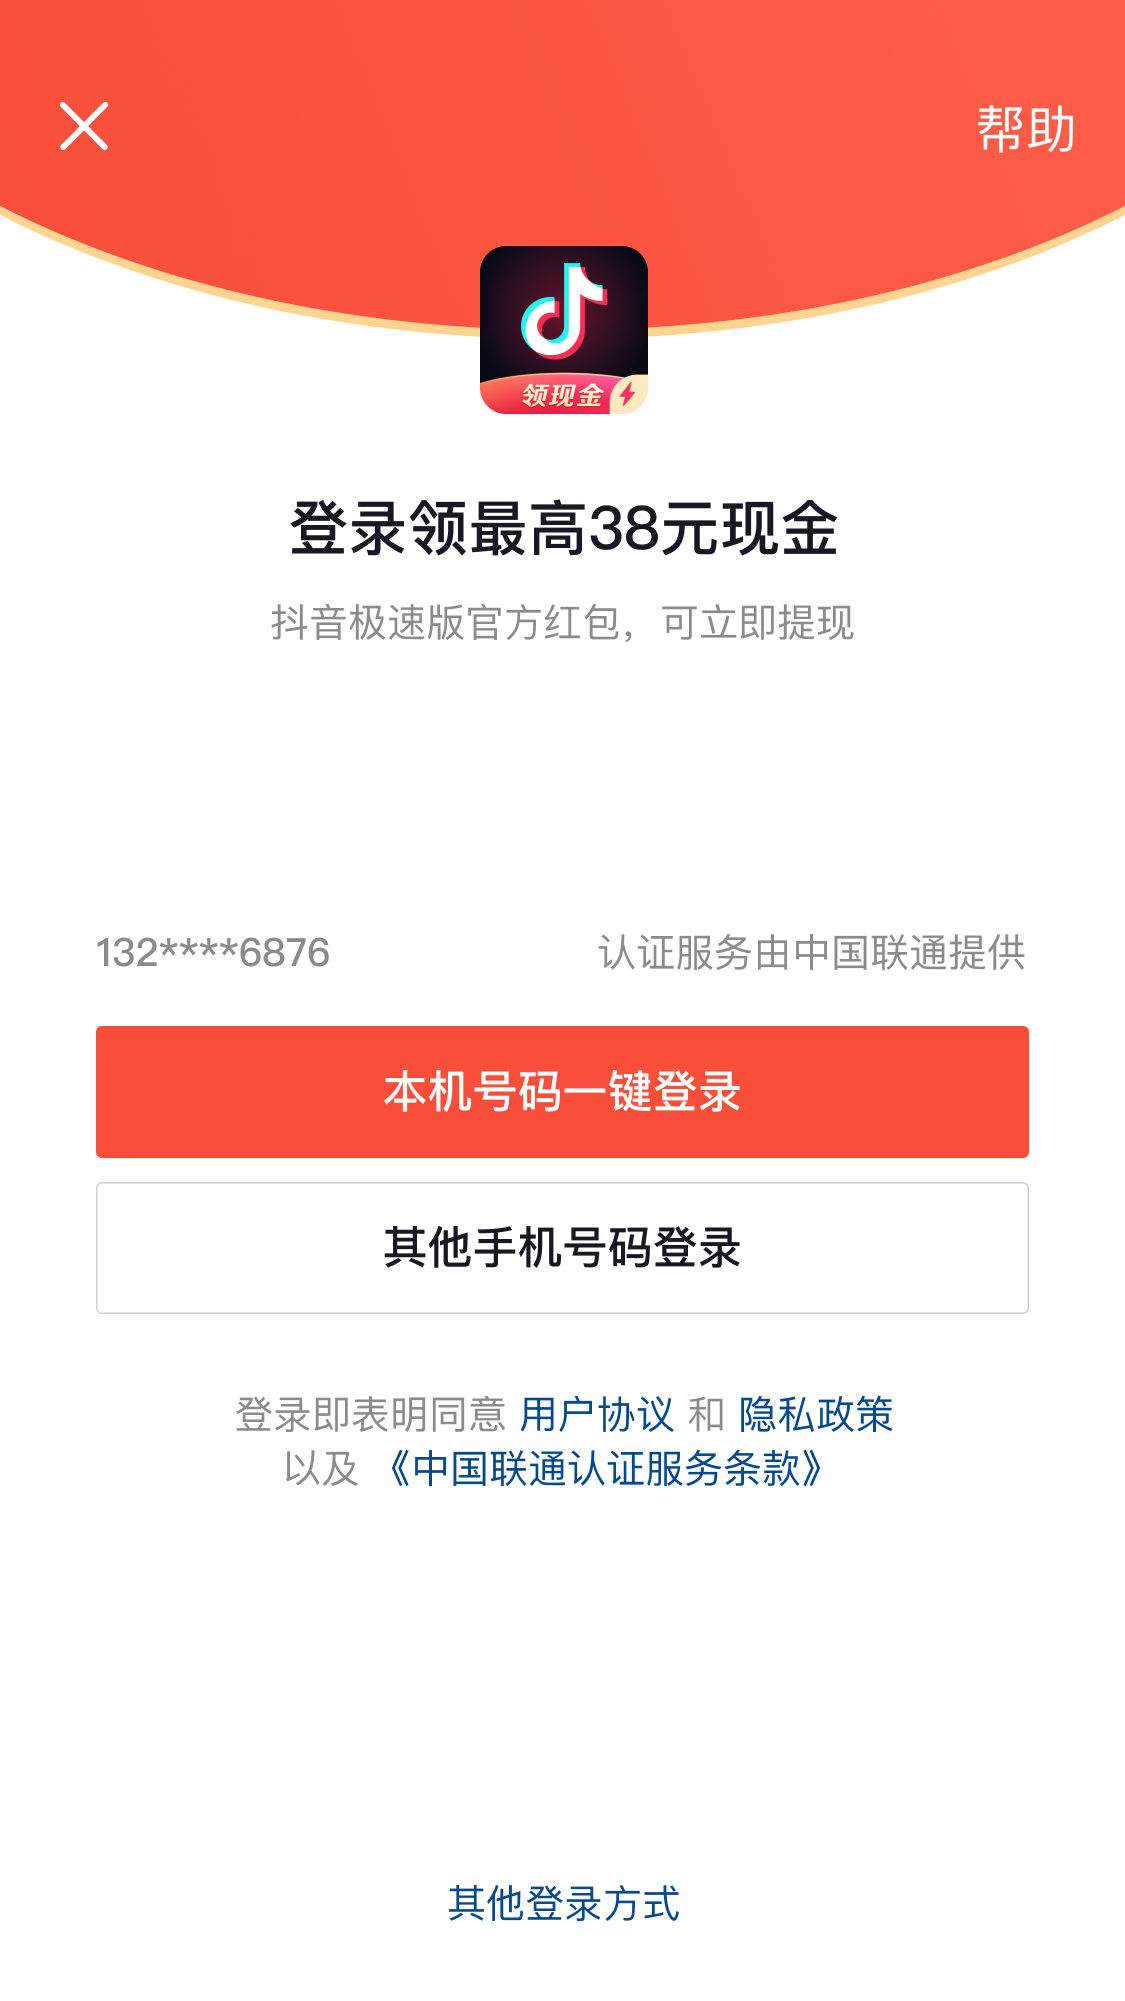 帮助
领现金
登录领最高38元现金
抖音极速版官方红包，可立即提现
132****6876 认证服务由中国联通提供
本机号码一键登录
其他手机号码登录
登录即表明同意 用户协议 和 隐私政策
以及 《中国联通认证服务条款》
其他登录方式